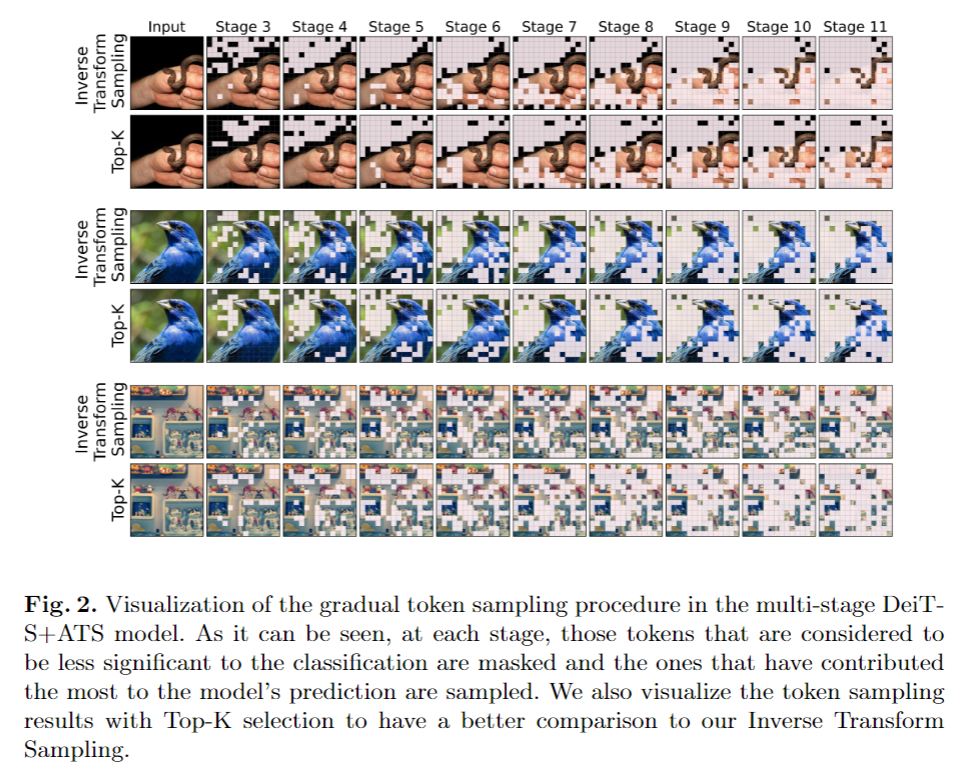 Input Stage 3 Stage 4 Stage 5 Stage 6 Stage 7 Stage 8 Stage 9 Stage 10 Stage 11
Inverse
Transform
Sampling
Top-K
Inverse
Transform
Sampling
Top-K
Inverse
Transform
Sampling
Top-K
Fig. 2. Visualization of the gradual token sampling procedure in the multi-stage DeiT-
S+ATS model. As it can be seen, at each stage, those tokens that are considered to
be less significant to the classification are masked and the ones that have contributed
the most to the model's prediction are sampled. We also visualize the token sampling
results with Top-K selection to have a better comparison to our Inverse Transform
Sampling.